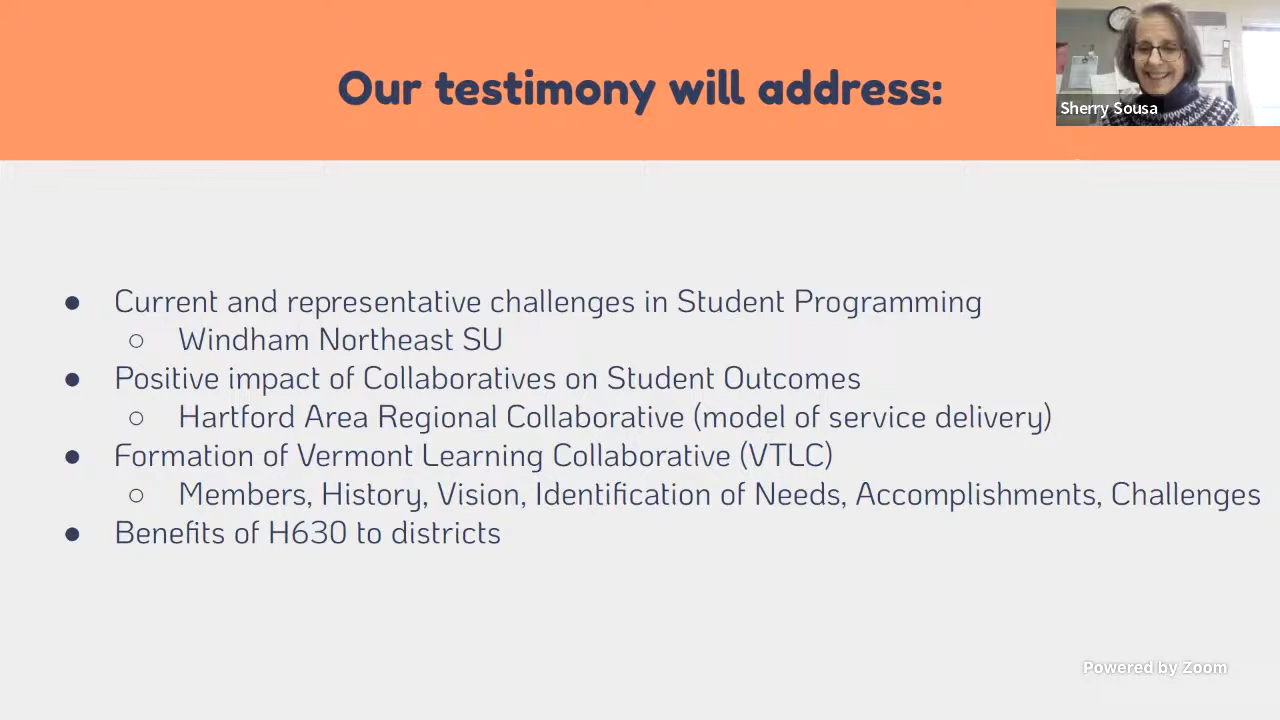 Our testimony will address:
Sherry Sousa
● Current and representative challenges in Student Programming
○ Windham Northeast SU
● Positive impact of Collaboratives on Student Outcomes
○ Hartford Area Regional Collaborative (model of service delivery)
● Formation of Vermont Learning Collaborative (VTLC)
○ Members, History, Vision, Identification of Needs, Accomplishments, Challenges
● Benefits of H630 to districts
Powered by Zoom